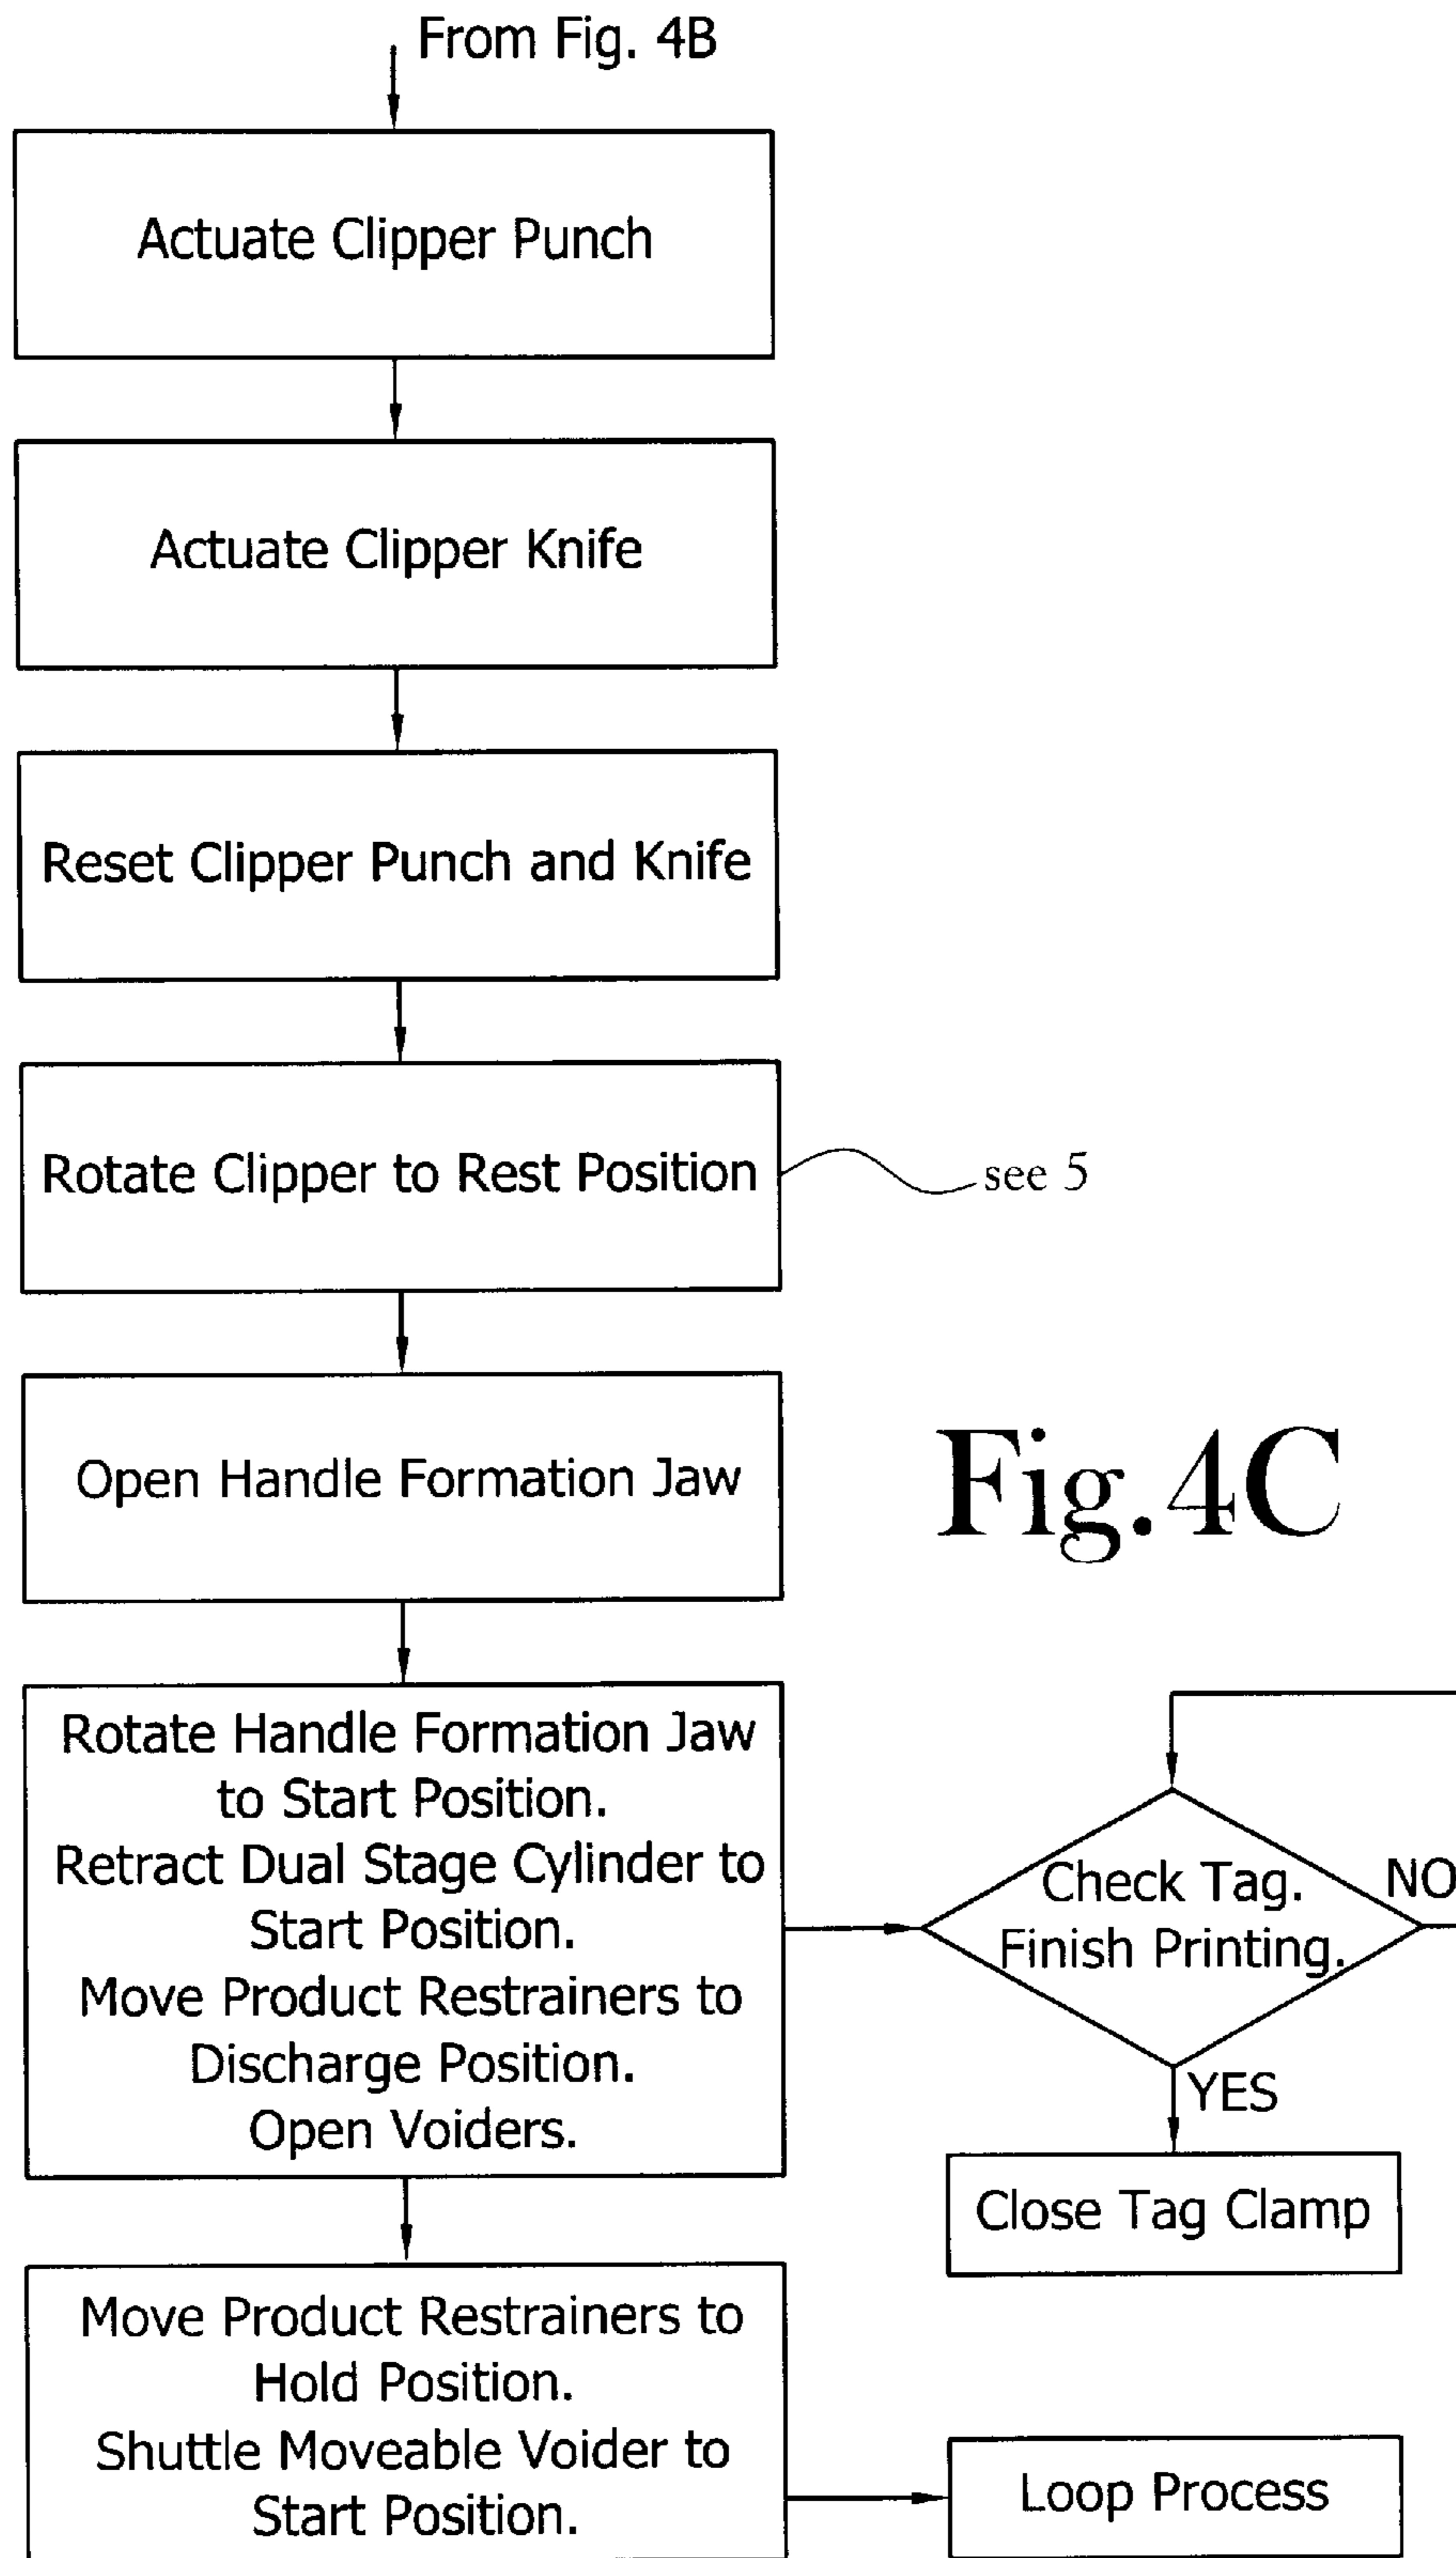 From Fig. 4B
Actuate Clipper Punch
Actuate Clipper Knife
Reset Clipper Punch and Knife
Rotate Clipper to Rest Position
see 5
Open Handle Formation Jaw
Fig.4C
Rotate Handle Formation Jaw
to Start Position.
Retract Dual Stage Cylinder to
Start Position.
Move Product Restrainers to
Discharge Position.
Open Voiders.
Check Tag.
Finish Printing.
NO
YES
Close Tag Clamp
Move Product Restrainers to
Hold Position.
Shuttle Moveable Voider to
Start Position.
Loop Process